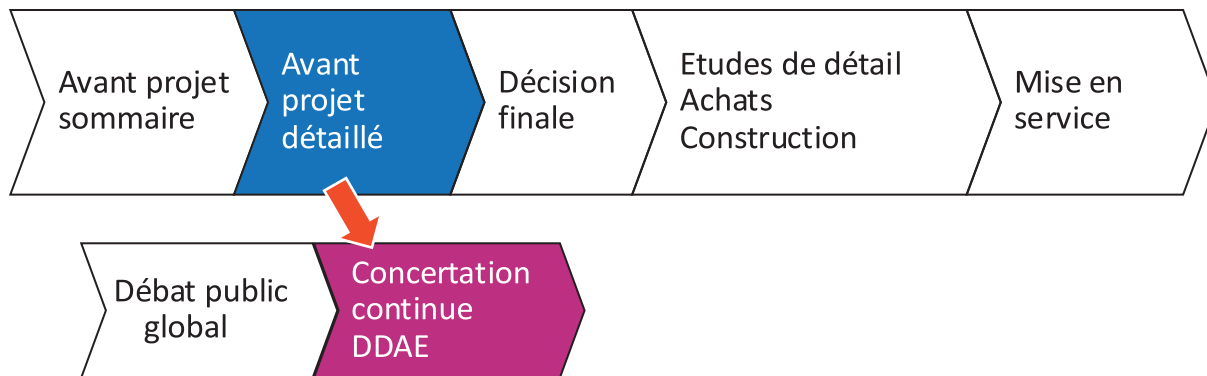 Avant projet
sommaire
Avant
projet
détaillé
Décision
finale
Etudes de détail
Achats
Construction
Mise en
service
Débat public
global
Concertation
continue
DDAE